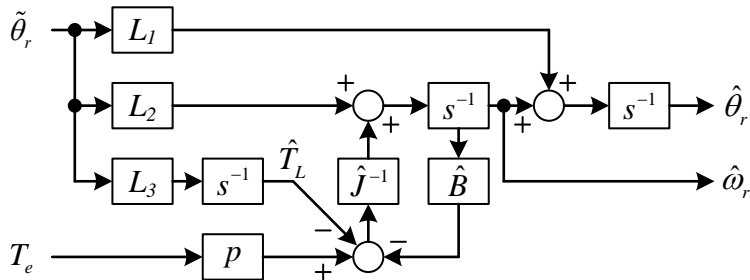 θ̃_r L_1 + θ̂_r
L_2 + + s^{-1} + s^{-1}
L_3 s^{-1} T̂_L Ĵ^{-1} B̂ ω̂_r
− −
T_e p +